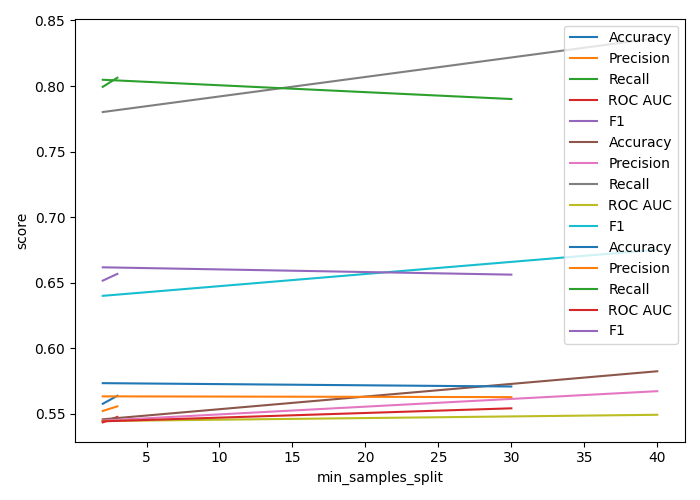 0.85
0.80
0.75
0.70
0.65
0.60
0.55
score
5
10
15
20
25
30
35
40
min_samples_split
Accuracy
Precision
Recall
ROC AUC
F1
Accuracy
Precision
Recall
ROC AUC
F1
Accuracy
Precision
Recall
ROC AUC
F1